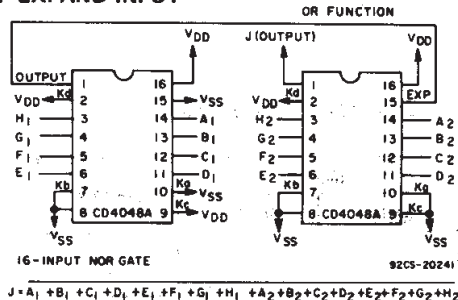 EXPAND INPUT
OR FUNCTION
VDD
J (OUTPUT)
VDD
OUTPUT
1
16
1
16
Kd
VDD
2
15
VSS
Kd
VDD
2
15
EXP
H1
3
14
A1
H2
3
14
A2
G1
4
13
B1
G2
4
13
B2
F1
5
12
C1
F2
5
12
C2
E1
6
11
D1
E2
6
11
D2
Kb
7
10
Ka
VSS
Kb
7
10
Ka
8
CD4048A
9
Kc
VDD
8
CD4048A
9
Kc
VSS
VSS
VSS
16-INPUT NOR GATE
92CS-20241
J=A1+B1+C1+D1+E1+F1+G1+H1+A2+B2+C2+D2+E2+F2+G2+H2